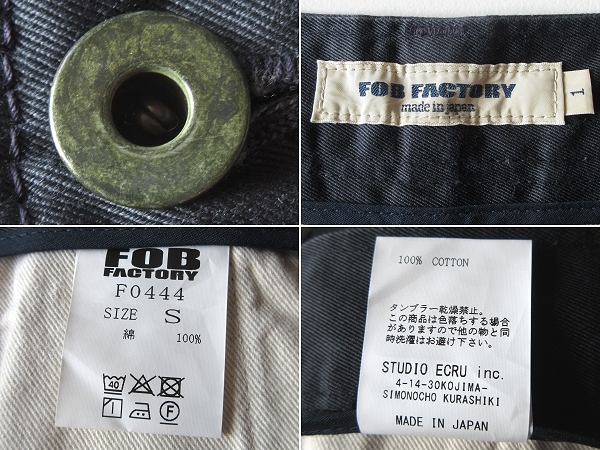 FOB FACTORY
made in japan
1
FOB
FACTORY
F0444
SIZE S
綿 100%
40
F
100% COTTON
タンブラー乾燥禁止。
この商品は色落ちする場合
がありますので他の物と同
時洗濯はお避け下さい。
STUDIO ECRU inc.
4-14-30KOJIMA-
SIMONOCHO KURASHIKI
MADE IN JAPAN